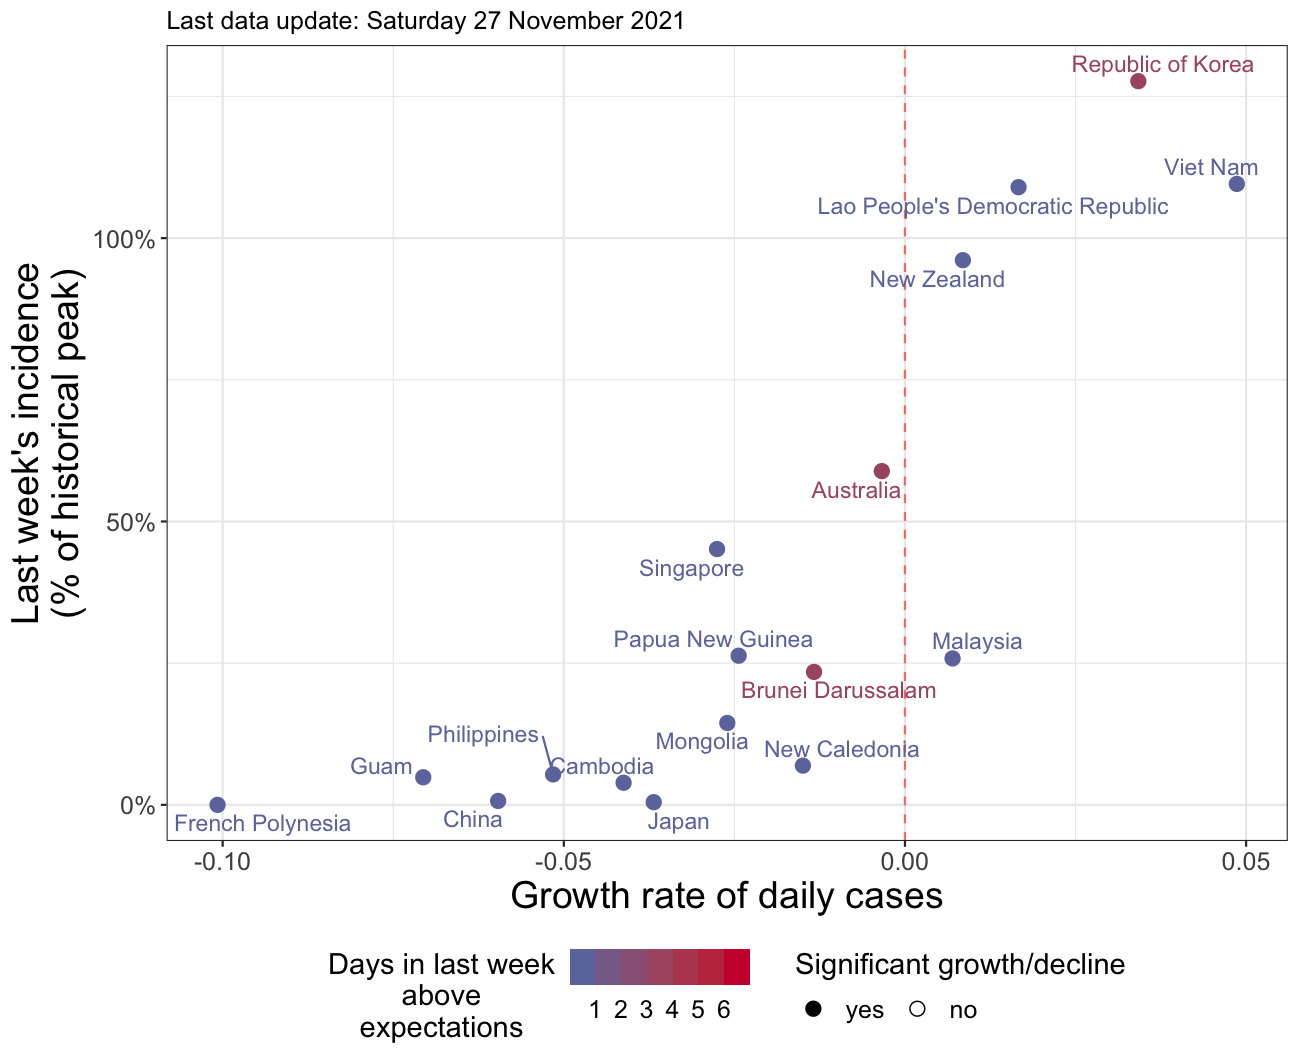 Last data update: Saturday 27 November 2021
Republic of Korea
Viet Nam
Lao People's Democratic Republic
100%
New Zealand
Last week's incidence
(% of historical peak)
Australia
50%
Singapore
Papua New Guinea
Malaysia
Brunei Darussalam
Philippines
Mongolia
New Caledonia
Guam
Cambodia
0%
French Polynesia
China
Japan
-0.10 -0.05 0.00 0.05
Growth rate of daily cases
Days in last week
above
expectations
1 2 3 4 5 6
Significant growth/decline
yes no